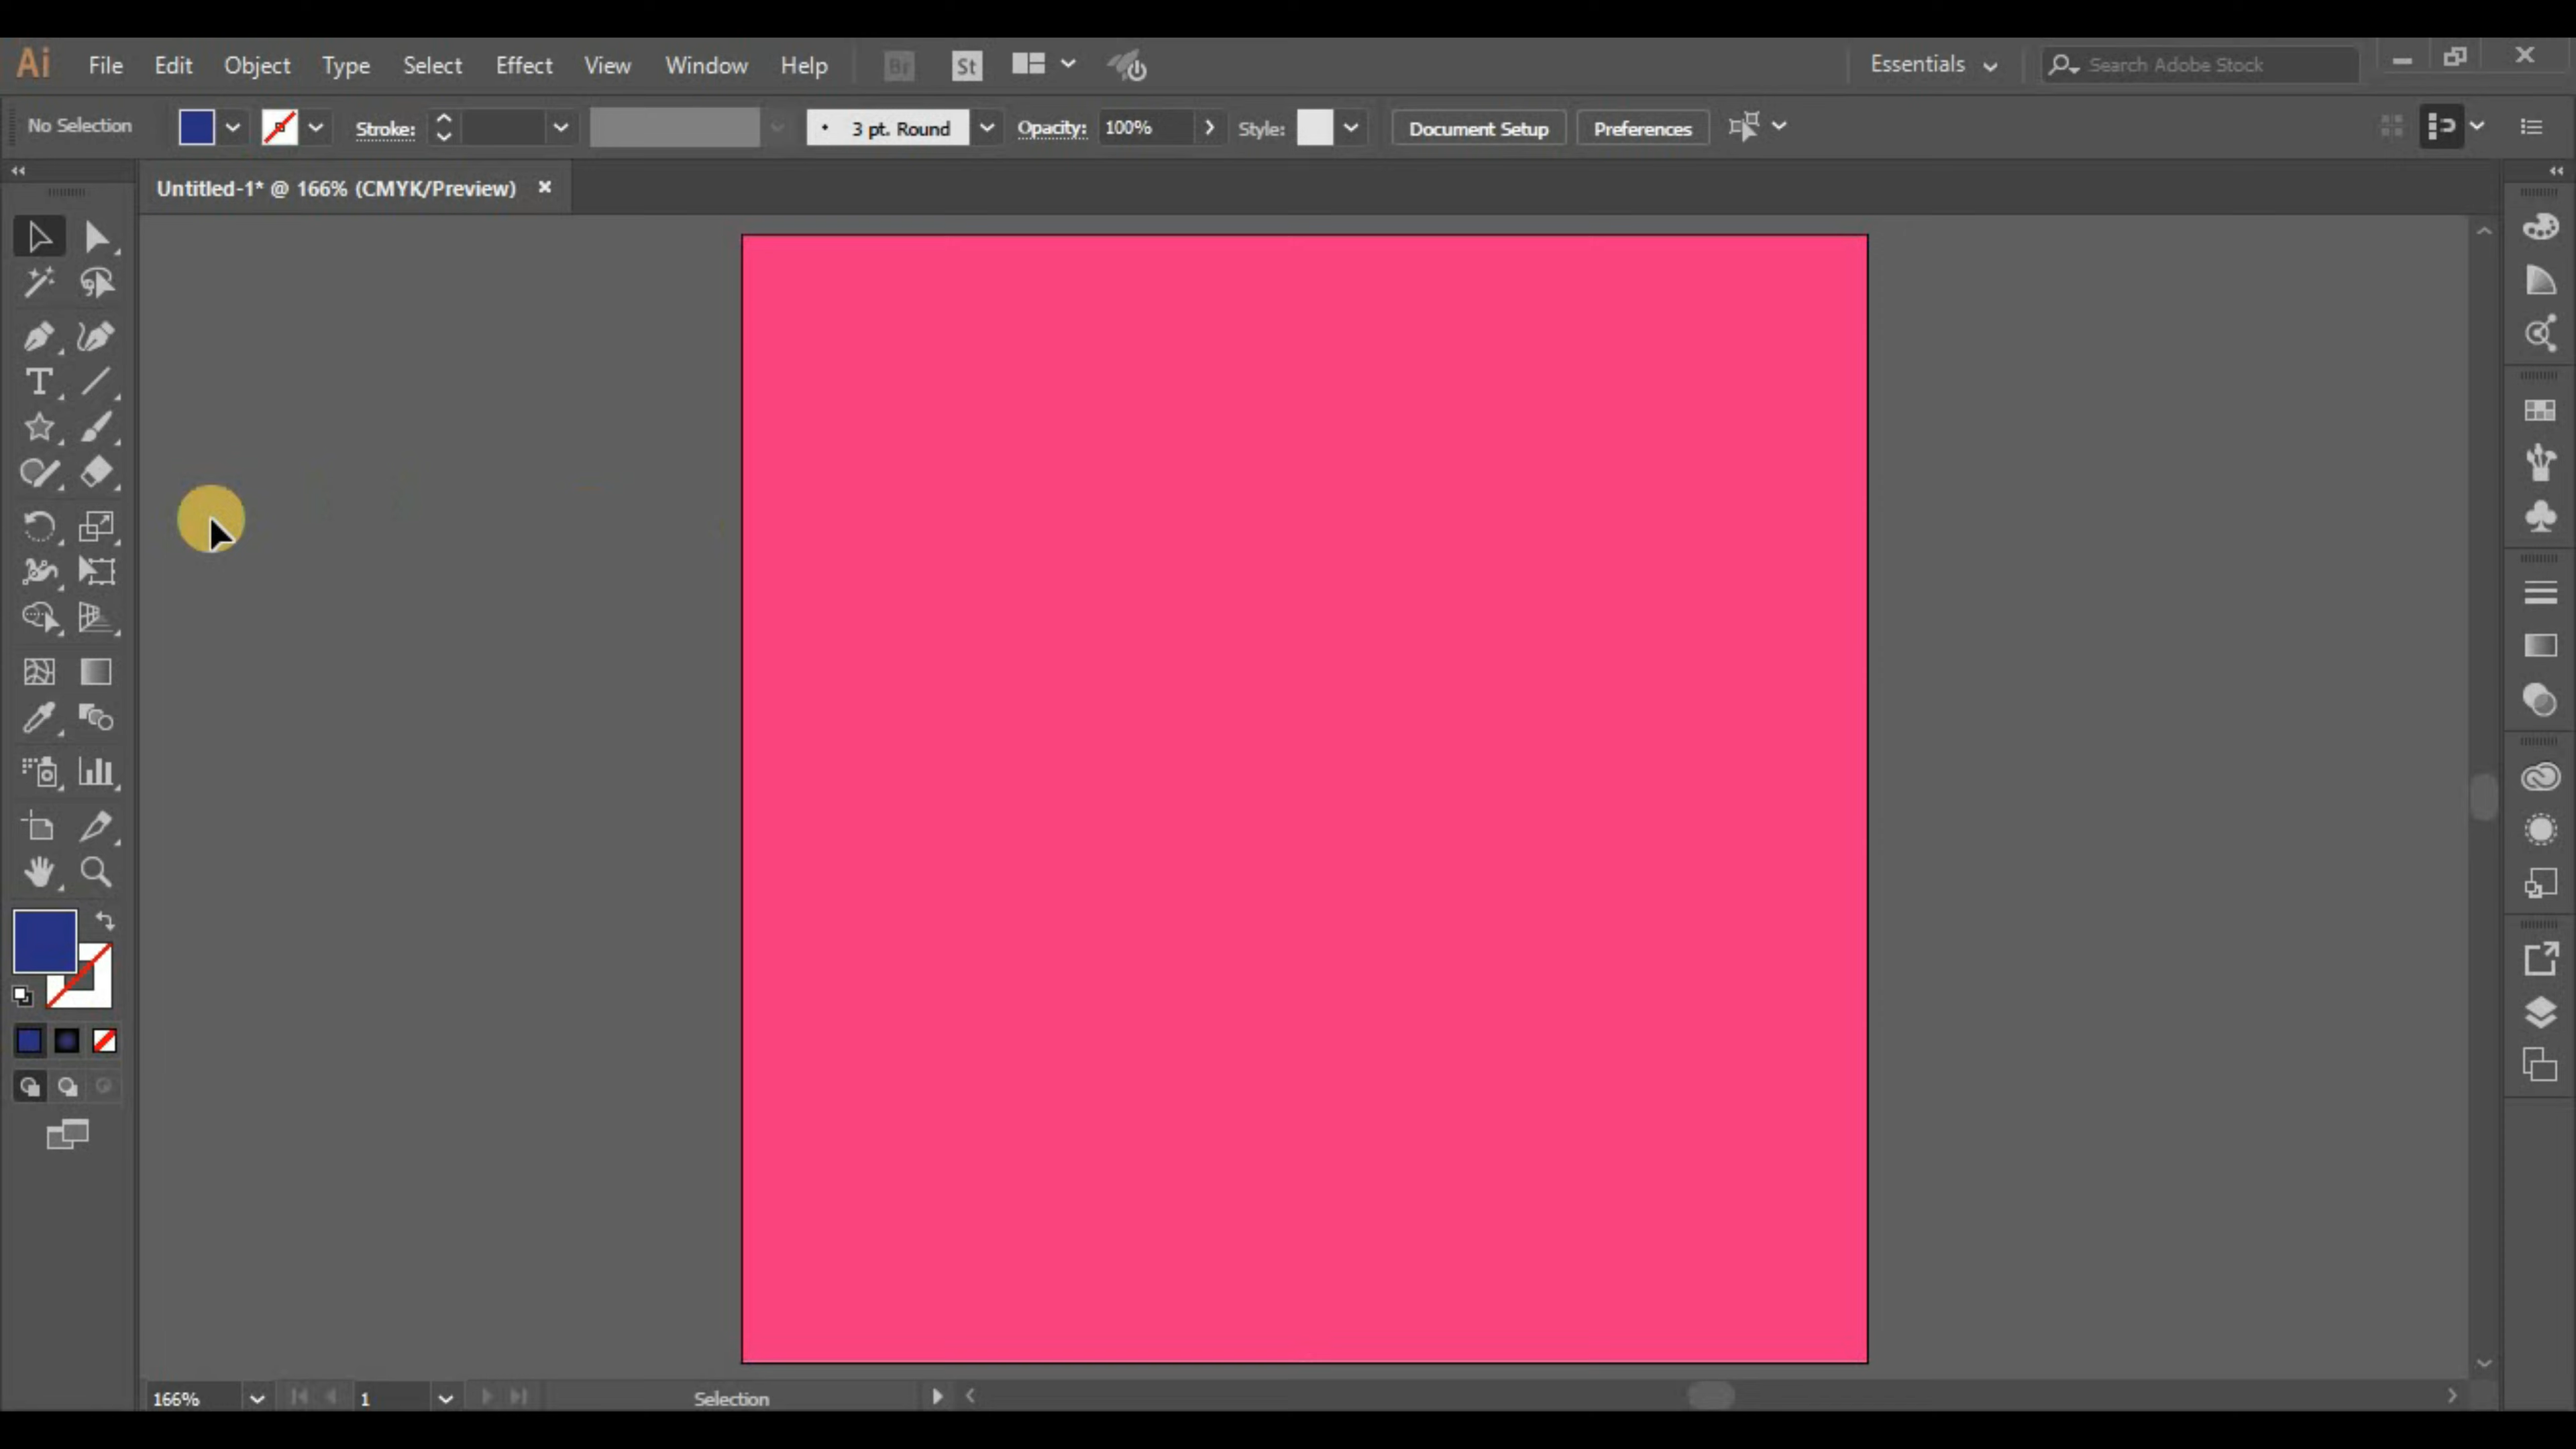 Ai File Edit Object Type Select Effect View Window Help Br St Essentials Search Adobe Stock
No Selection Stroke: 3 pt. Round Opacity: 100% Style: Document Setup Preferences
Untitled-1* @ 166% (CMYK/Preview)
166% 1 Selection